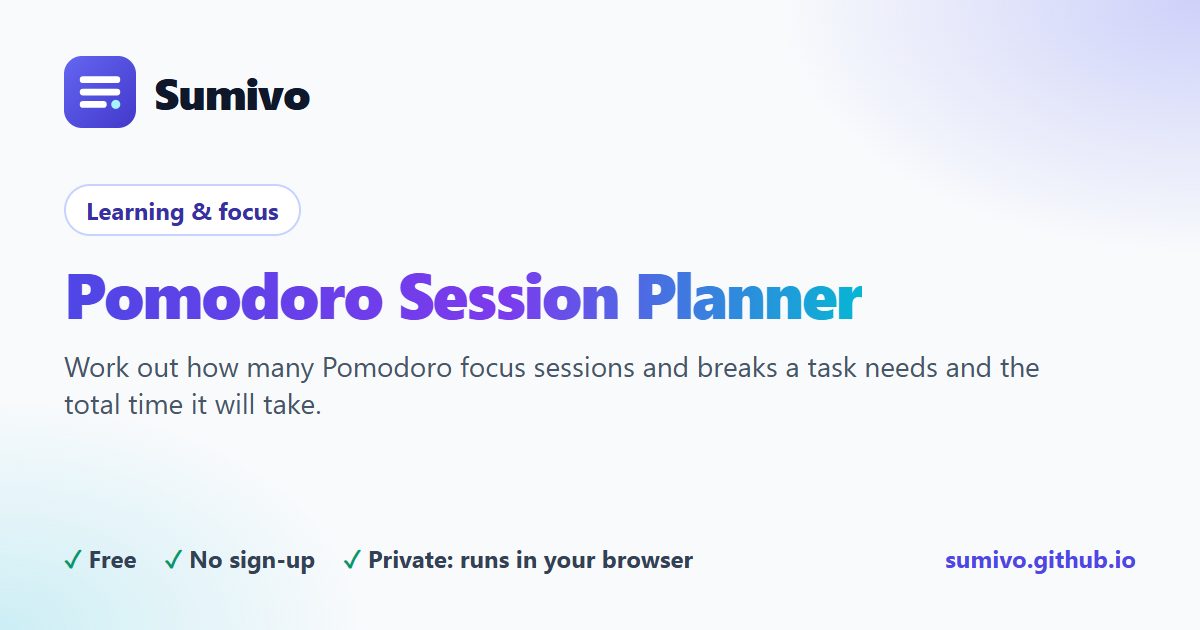 Sumivo
Learning & focus
Pomodoro Session Planner
Work out how many Pomodoro focus sessions and breaks a task needs and the
total time it will take.
✓ Free ✓ No sign-up ✓ Private: runs in your browser
sumivo.github.io